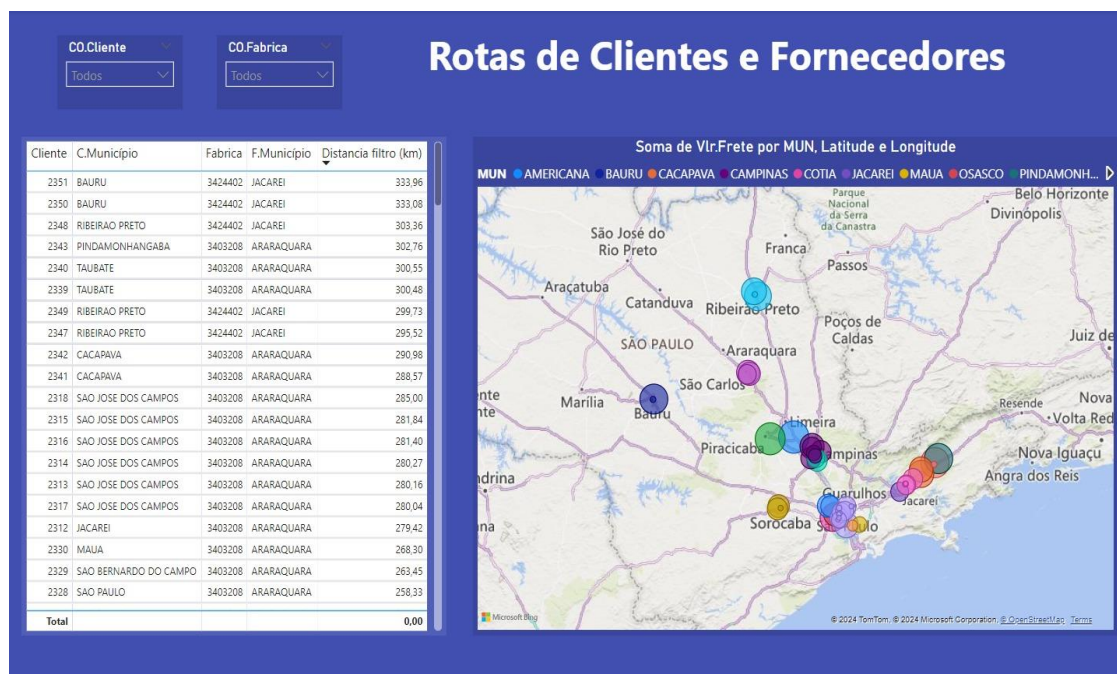 CO.Cliente
Todos
CO.Fabrica
Todos
Rotas de Clientes e Fornecedores
Cliente C.Município Fabrica F.Município Distancia filtro (km)
2351 BAURU 3424402 JACAREI 333,96
2350 BAURU 3424402 JACAREI 333,08
2348 RIBEIRAO PRETO 3424402 JACAREI 303,36
2343 PINDAMONHANGABA 3403208 ARARAQUARA 302,76
2340 TAUBATE 3403208 ARARAQUARA 300,55
2339 TAUBATE 3403208 ARARAQUARA 300,48
2349 RIBEIRAO PRETO 3424402 JACAREI 299,73
2347 RIBEIRAO PRETO 3424402 JACAREI 295,52
2342 CACAPAVA 3403208 ARARAQUARA 290,98
2341 CACAPAVA 3403208 ARARAQUARA 288,57
2318 SAO JOSE DOS CAMPOS 3403208 ARARAQUARA 285,00
2315 SAO JOSE DOS CAMPOS 3403208 ARARAQUARA 281,84
2316 SAO JOSE DOS CAMPOS 3403208 ARARAQUARA 281,40
2314 SAO JOSE DOS CAMPOS 3403208 ARARAQUARA 280,27
2313 SAO JOSE DOS CAMPOS 3403208 ARARAQUARA 280,16
2317 SAO JOSE DOS CAMPOS 3403208 ARARAQUARA 280,04
2312 JACAREI 3403208 ARARAQUARA 279,42
2330 MAUA 3403208 ARARAQUARA 268,30
2329 SAO BERNARDO DO CAMPO 3403208 ARARAQUARA 263,45
2328 SAO PAULO 3403208 ARARAQUARA 258,33
Total 0,00
Soma de Vlr.Frete por MUN, Latitude e Longitude
MUN AMERICANA BAURU CACAPAVA CAMPINAS COTIA JACAREI MAUA OSASCO PINDAMONH...
Parque
Nacional
da Serra
da Canastra
Belo Horizonte
Divinópolis
São José do
Rio Preto
Franca
Passos
Araçatuba
Catanduva
Ribeirão Preto
Poços de
Caldas
SÃO PAULO
Juiz de
Araraquara
São Carlos
Marília
Bauru
Resende
Nova
Volta Red
Limeira
Piracicaba
mpinas
Nova Iguaçu
Angra dos Reis
ndrina
Guarulhos
Jacarei
Sorocaba
Microsoft Bing
© 2024 TomTom, © 2024 Microsoft Corporation, © OpenStreetMap Terms